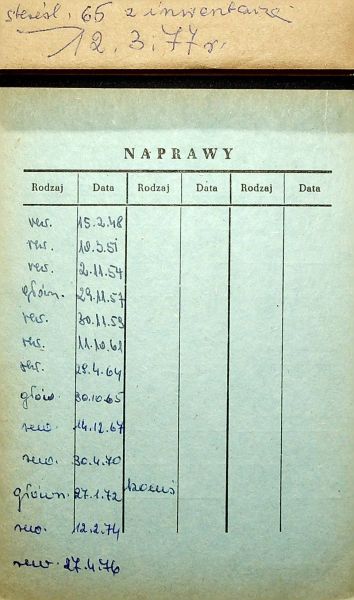 skreśl. 65 z inwentarza
12.3.77 r.
NAPRAWY
Rodzaj Data Rodzaj Data Rodzaj Data
rew. 15.2.48
rew. 10.3.51
rew. 2.11.54
główn. 29.11.57
rew. 30.11.59
rew. 11.10.61
rew. 28.4.64
głów. 30.10.65
rew. 14.12.67
rew. 30.4.70
główn. 27.1.72
rew. 12.2.74
rew. 27.4.76